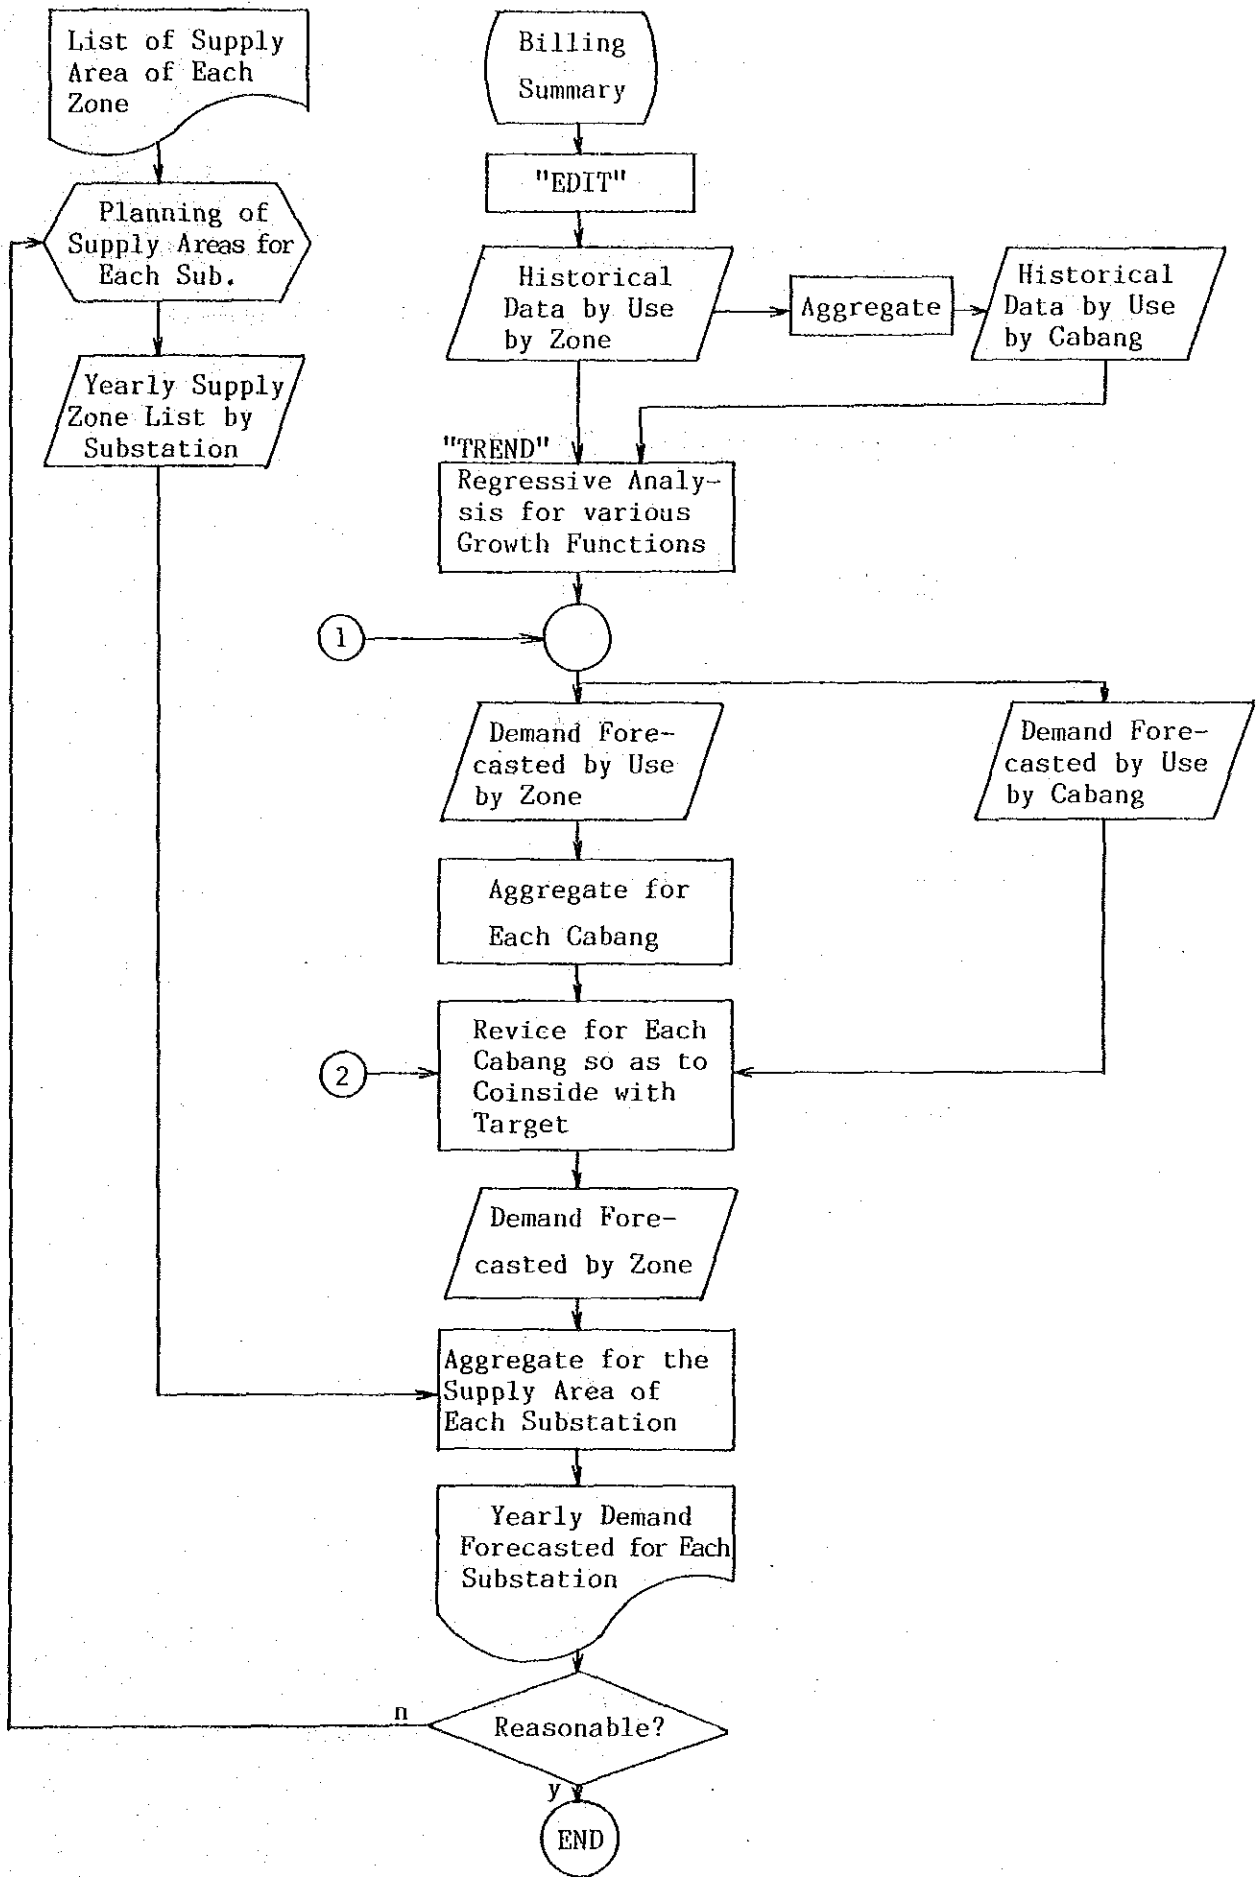 List of Supply
Area of Each
Zone
Billing
Summary
"EDIT"
Planning of
Supply Areas for
Each Sub.
Historical
Data by Use
by Zone
Aggregate
Historical
Data by Use
by Cabang
Yearly Supply
Zone List by
Substation
"TREND"
Regressive Analy-
sis for various
Growth Functions
1
Demand Fore-
casted by Use
by Zone
Demand Fore-
casted by Use
by Cabang
Aggregate for
Each Cabang
Revice for Each
Cabang so as to
Coinside with
Target
2
Demand Fore-
casted by Zone
Aggregate for the
Supply Area of
Each Substation
Yearly Demand
Forecasted for Each
Substation
n
Reasonable?
y
END